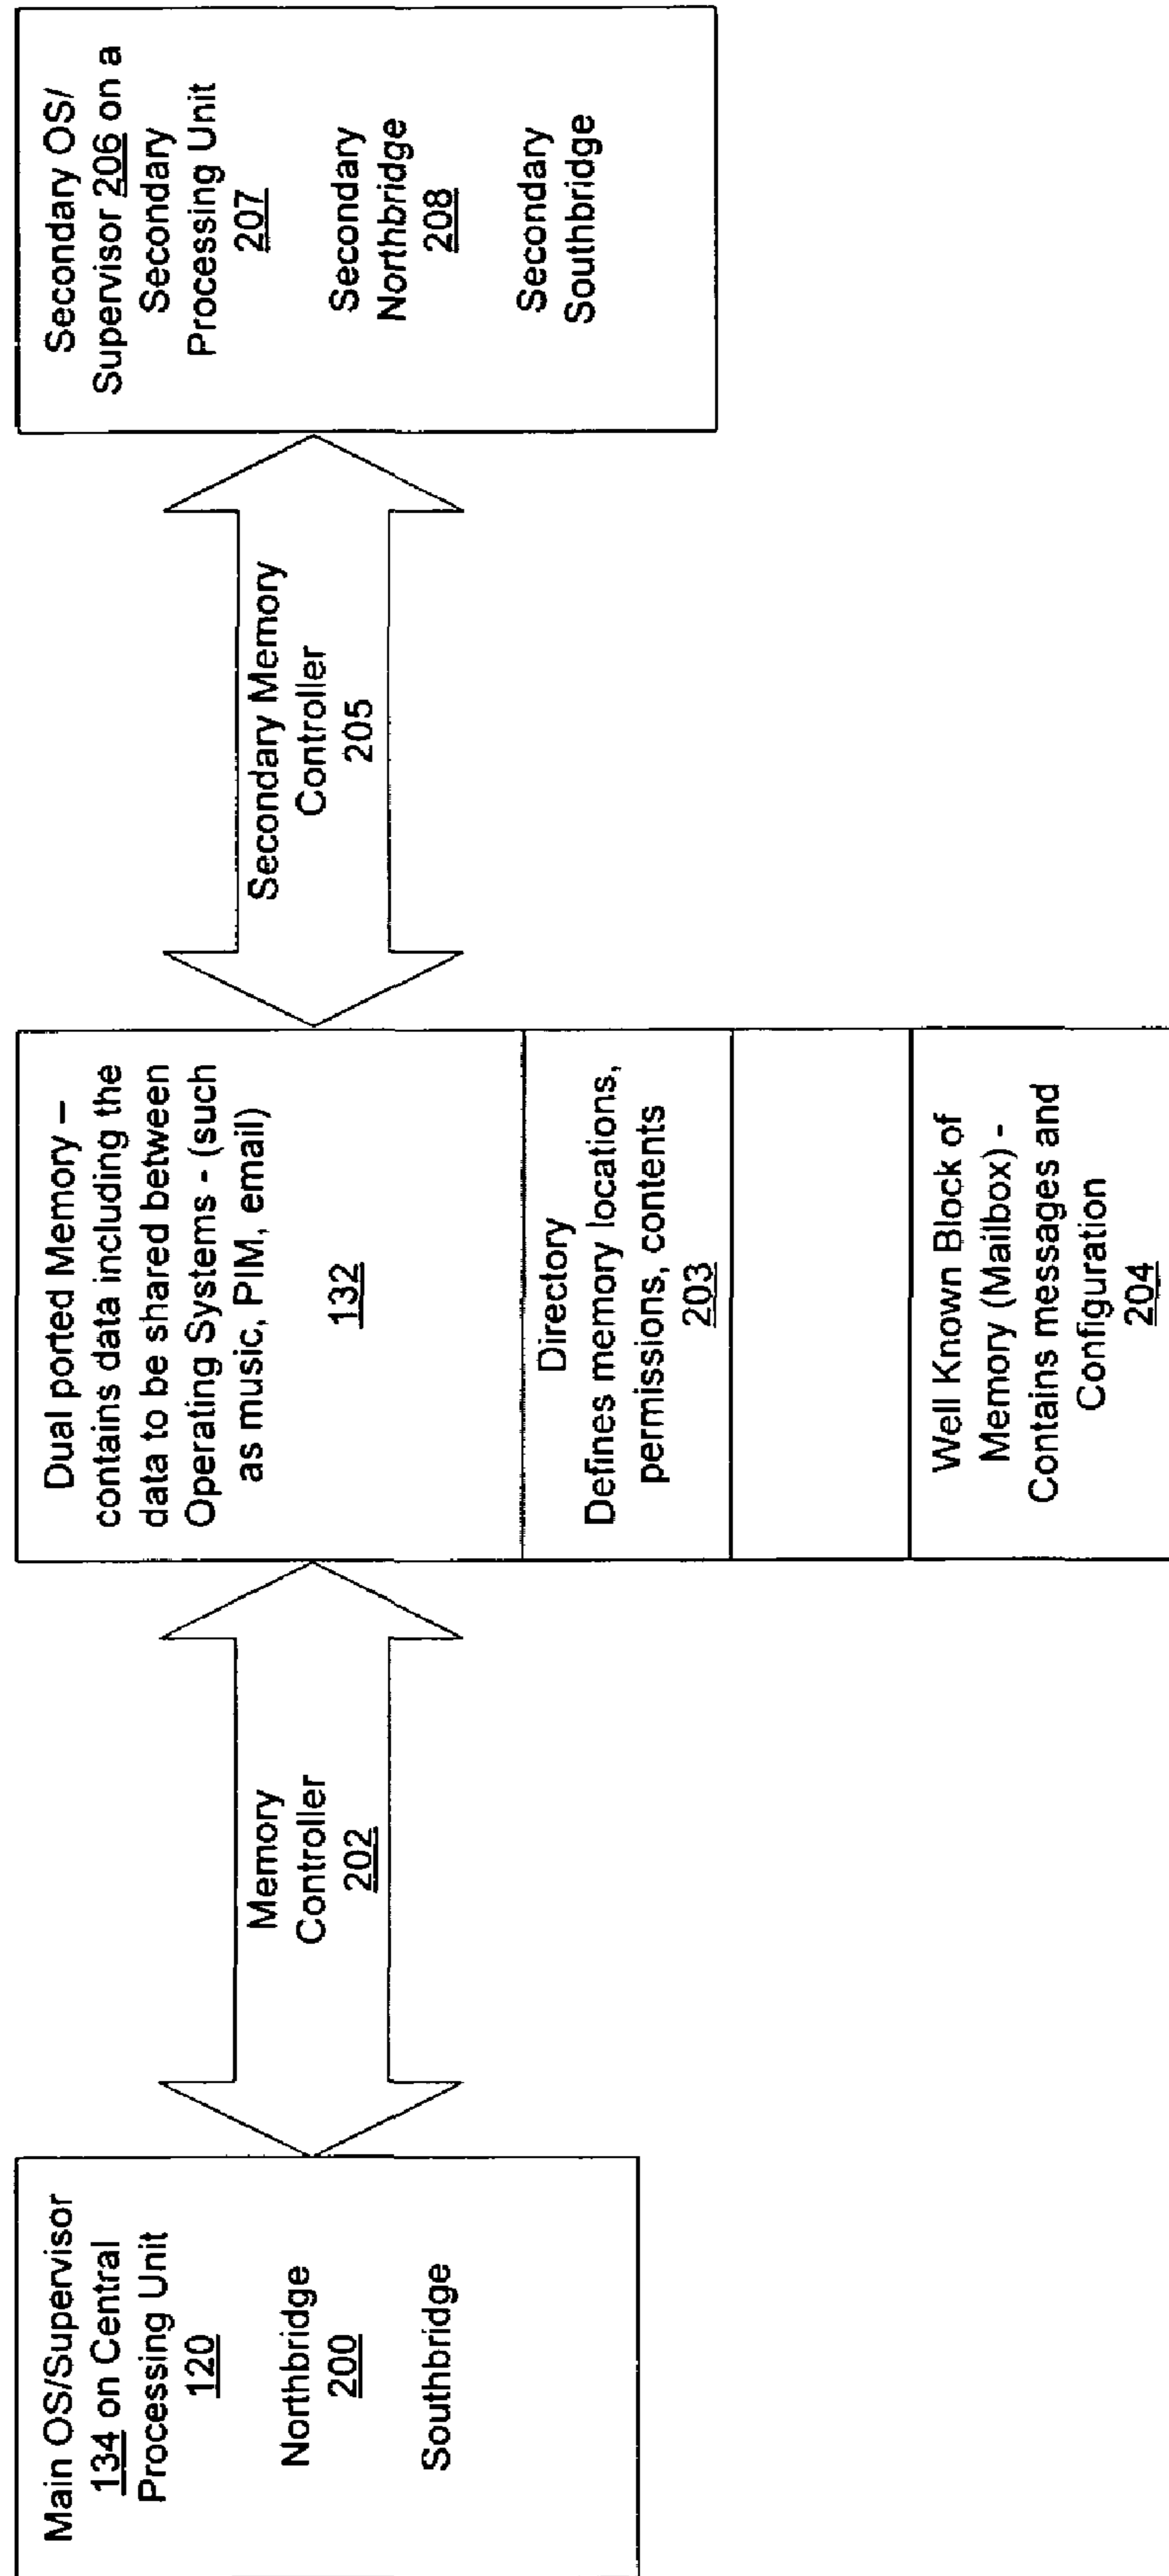 Main OS/Supervisor
134 on Central
Processing Unit
120
Northbridge
200
Southbridge
Memory
Controller
202
Dual ported Memory –
contains data including the
data to be shared between
Operating Systems - (such
as music, PIM, email)
132
Directory
Defines memory locations,
permissions, contents
203
Well Known Block of
Memory (Mailbox) -
Contains messages and
Configuration
204
Secondary Memory
Controller
205
Secondary OS/
Supervisor 206 on a
Secondary
Processing Unit
207
Secondary
Northbridge
208
Secondary
Southbridge